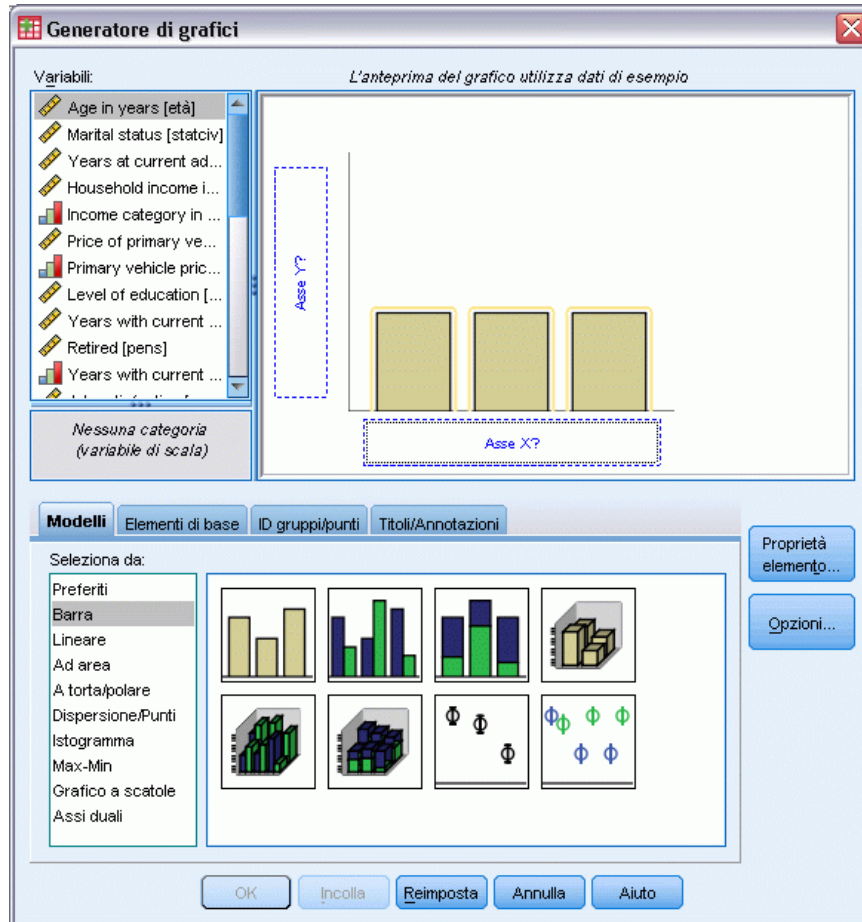 Generatore di grafici
Variabili:
L'anteprima del grafico utilizza dati di esempio
Age in years [età]
Marital status [statciv]
Years at current ad...
Household income i...
Income category in ...
Price of primary ve...
Primary vehicle pric...
Level of education [...
Years with current ...
Retired [pens]
Years with current ...
Nessuna categoria
(variabile di scala)
Asse Y?
Asse X?
Modelli
Elementi di base
ID gruppi/punti
Titoli/Annotazioni
Seleziona da:
Preferiti
Barra
Lineare
Ad area
A torta/polare
Dispersione/Punti
Istogramma
Max-Min
Grafico a scatole
Assi duali
Proprietà
elemento...
Opzioni...
OK
Incolla
Reimposta
Annulla
Aiuto